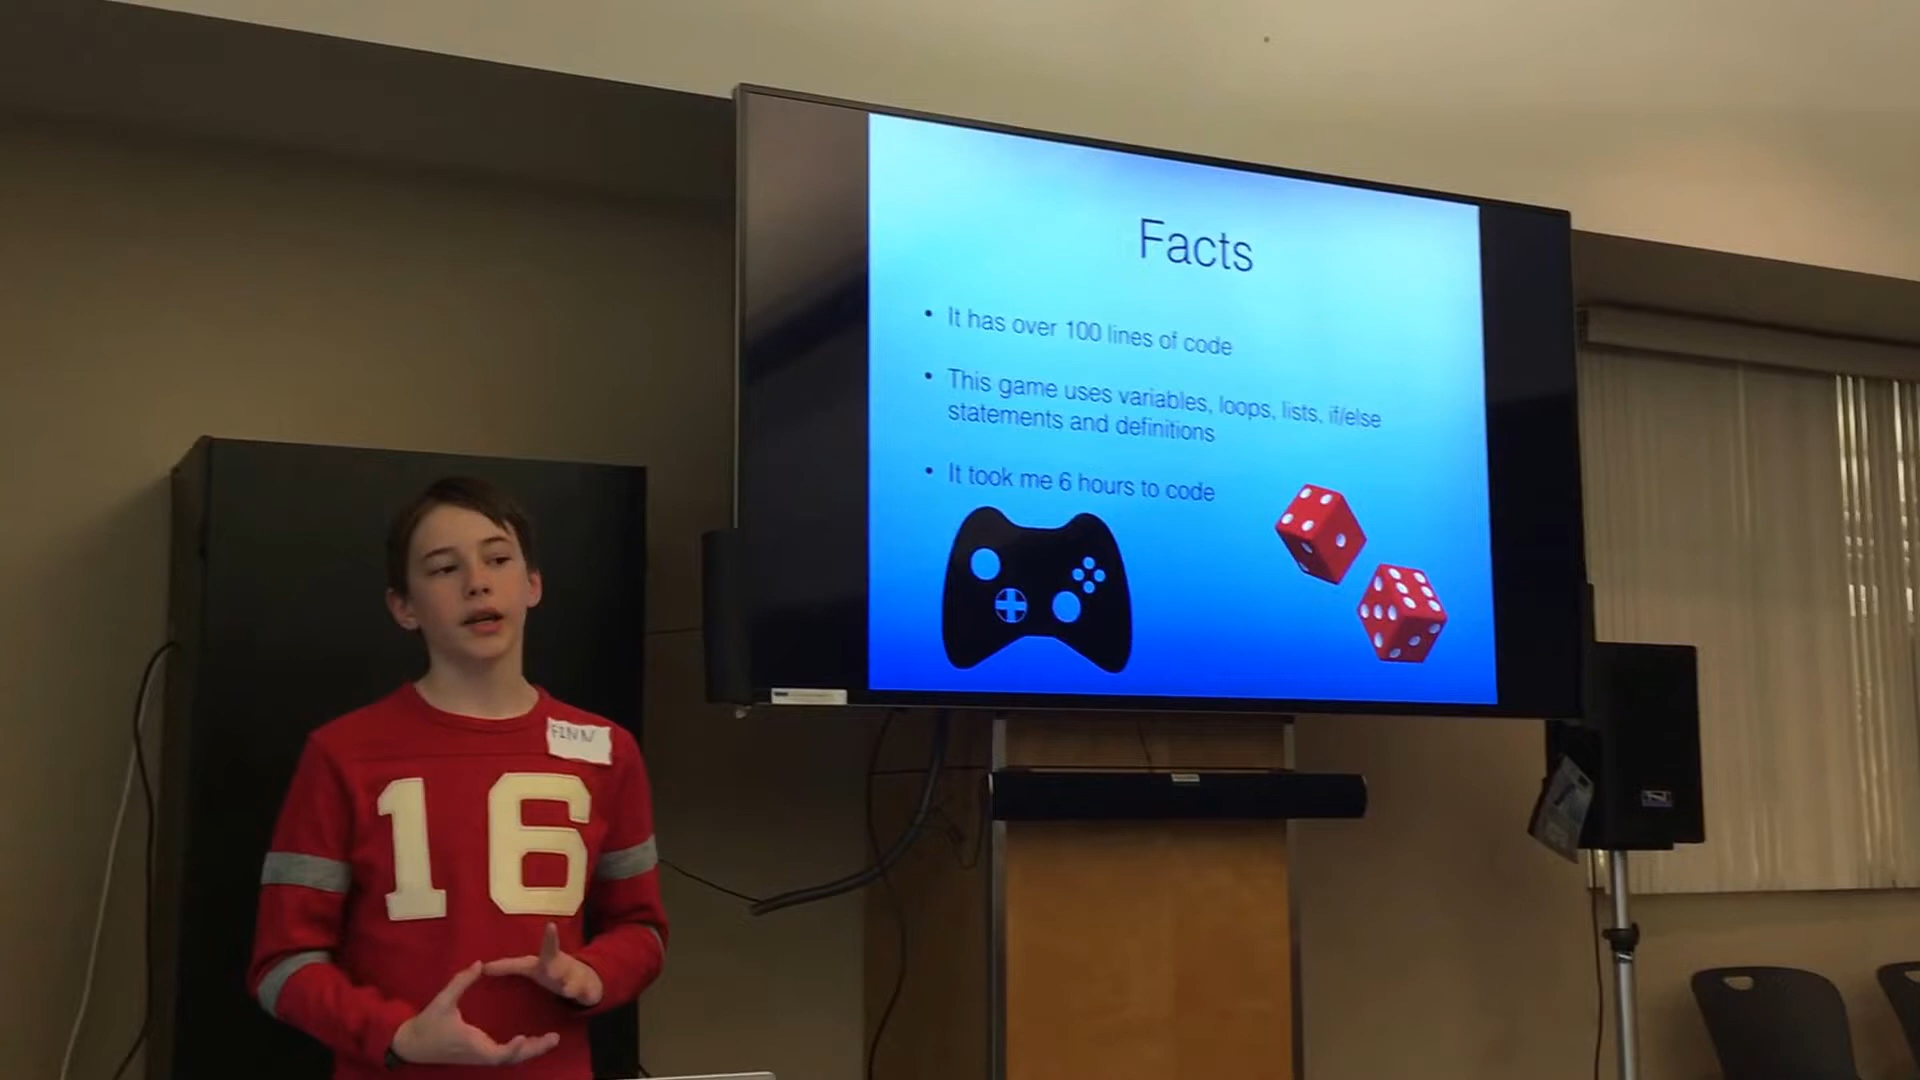 Facts
• It has over 100 lines of code
• This game uses variables, loops, lists, if/else
statements and definitions
• It took me 6 hours to code
FINN
16